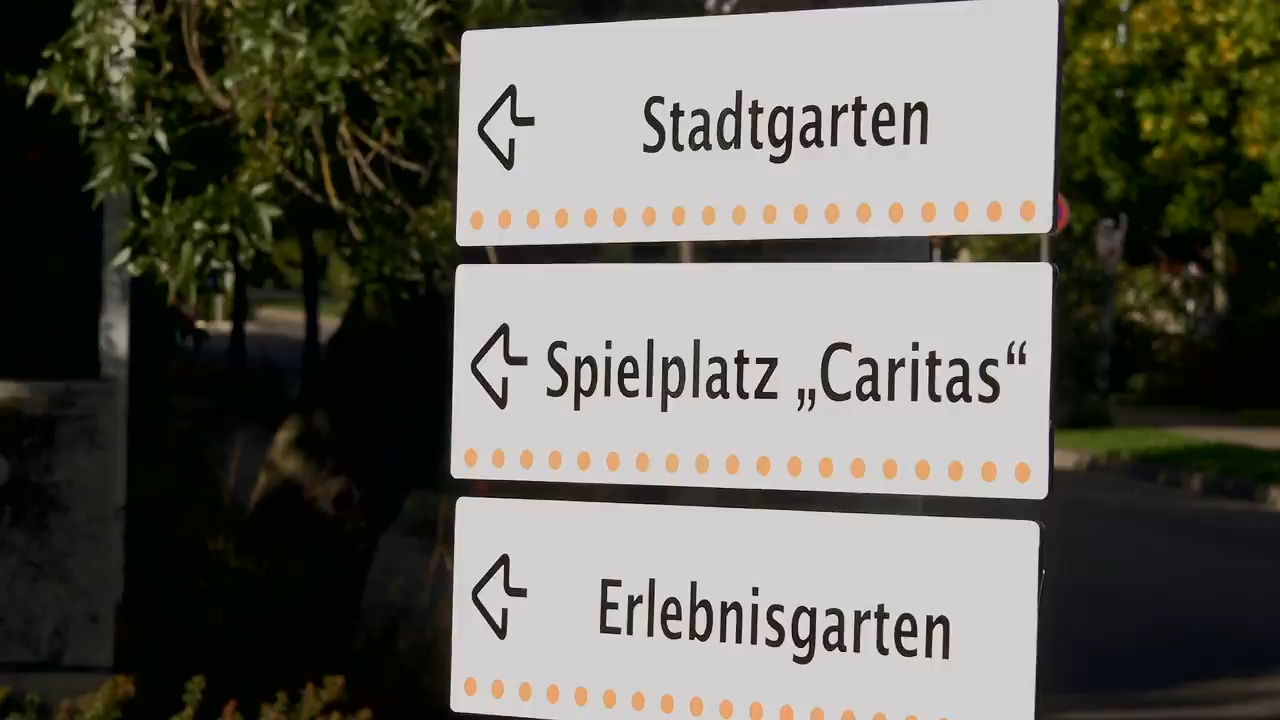 Stadtgarten
Spielplatz „Caritas“
Erlebnisgarten